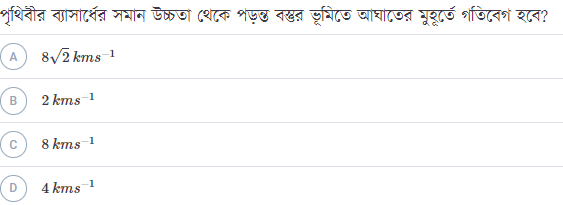 পৃথিবীর ব্যাসার্ধের সমান উচ্চতা থেকে পড়ন্ত বস্তুর ভূমিতে আঘাতের মুহূর্তে গতিবেগ হবে?
A 8√2 kms⁻¹
B 2 kms⁻¹
C 8 kms⁻¹
D 4 kms⁻¹